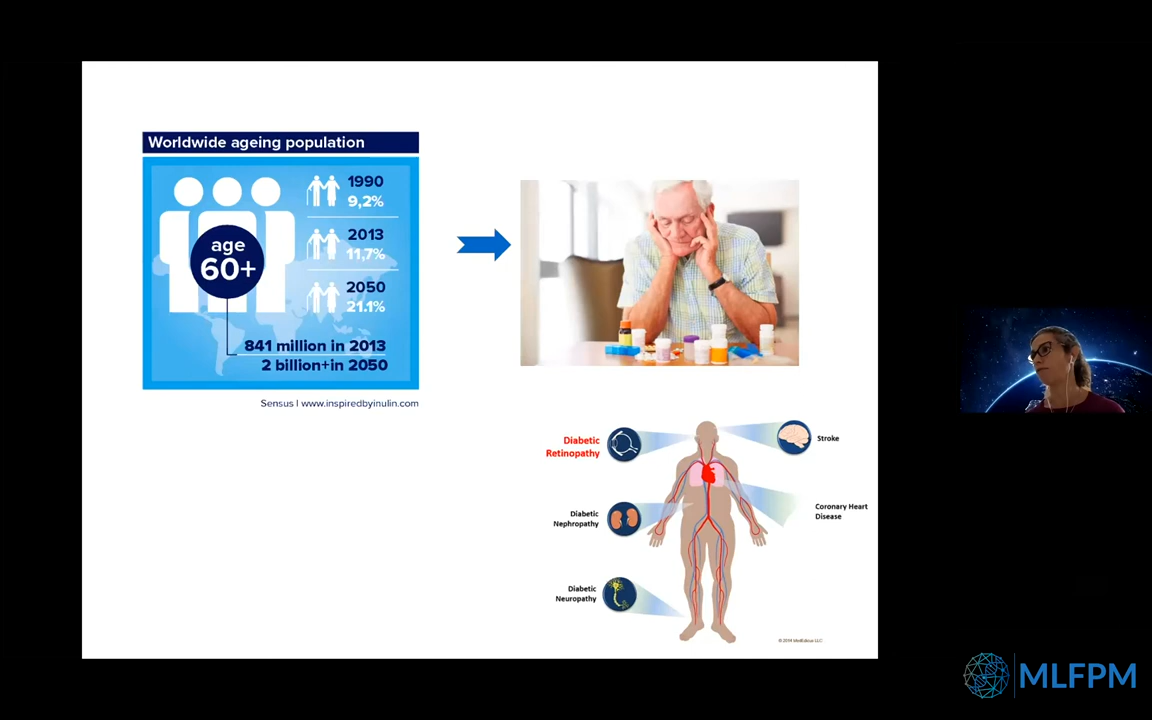 Worldwide ageing population
1990
9,2%
2013
11,7%
2050
21.1%
age
60+
841 million in 2013
2 billion+in 2050
Sensus I www.inspiredbyinulin.com
Diabetic
Retinopathy
Stroke
Diabetic
Nephropathy
Coronary Heart
Disease
Diabetic
Neuropathy
MLFPM